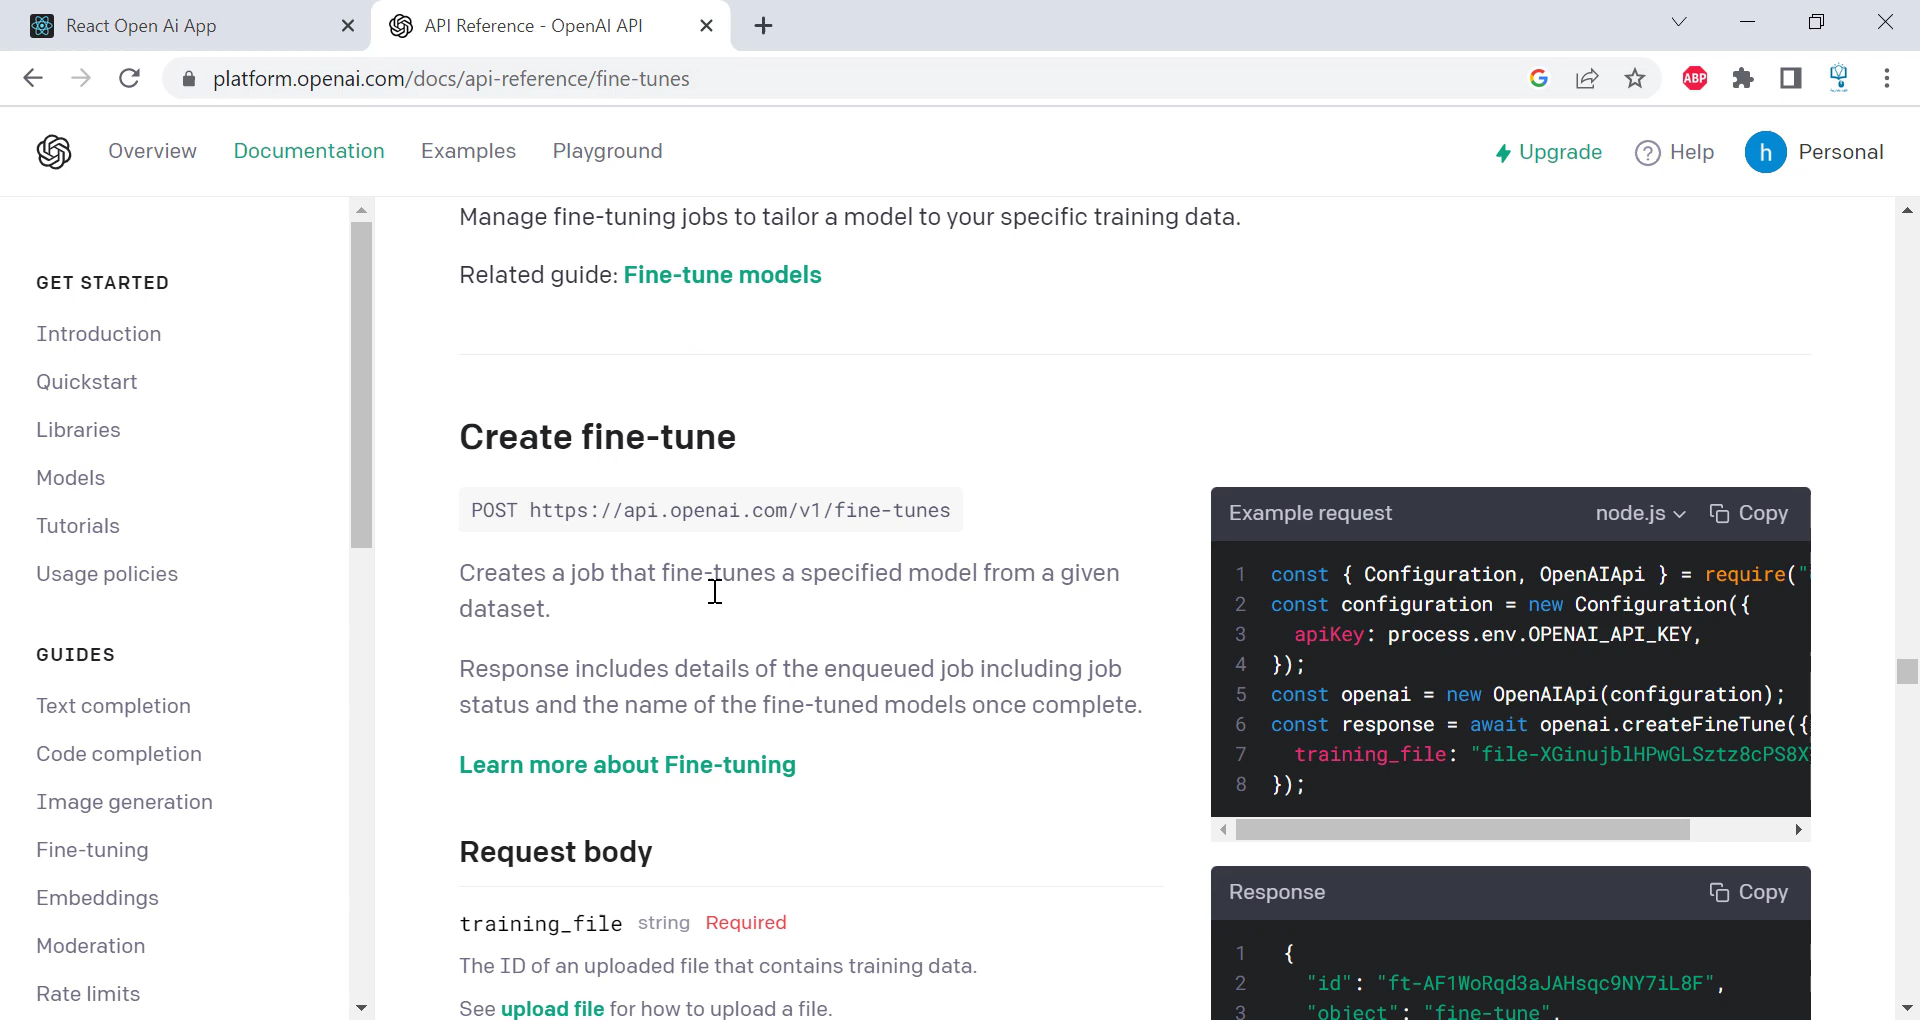 React Open Ai App
API Reference - OpenAI API
platform.openai.com/docs/api-reference/fine-tunes
ABP
Overview
Documentation
Examples
Playground
Upgrade
Help
h
Personal
GET STARTED
Introduction
Quickstart
Libraries
Models
Tutorials
Usage policies
GUIDES
Text completion
Code completion
Image generation
Fine-tuning
Embeddings
Moderation
Rate limits
Manage fine-tuning jobs to tailor a model to your specific training data.
Related guide: Fine-tune models
Create fine-tune
POST https://api.openai.com/v1/fine-tunes
Creates a job that fine-tunes a specified model from a given
dataset.
Response includes details of the enqueued job including job
status and the name of the fine-tuned models once complete.
Learn more about Fine-tuning
Request body
training_file string Required
The ID of an uploaded file that contains training data.
See upload file for how to upload a file.
Example request
node.js
Copy
1 const { Configuration, OpenAIApi } = require("
2 const configuration = new Configuration({
3 apiKey: process.env.OPENAI_API_KEY,
4 });
5 const openai = new OpenAIApi(configuration);
6 const response = await openai.createFineTune({
7 training_file: "file-XGinujblHPwGLSztz8cPS8X
8 });
Response
Copy
1 {
2 "id": "ft-AF1WoRqd3aJAHsqc9NY7iL8F",
3 "object": "fine-tune",